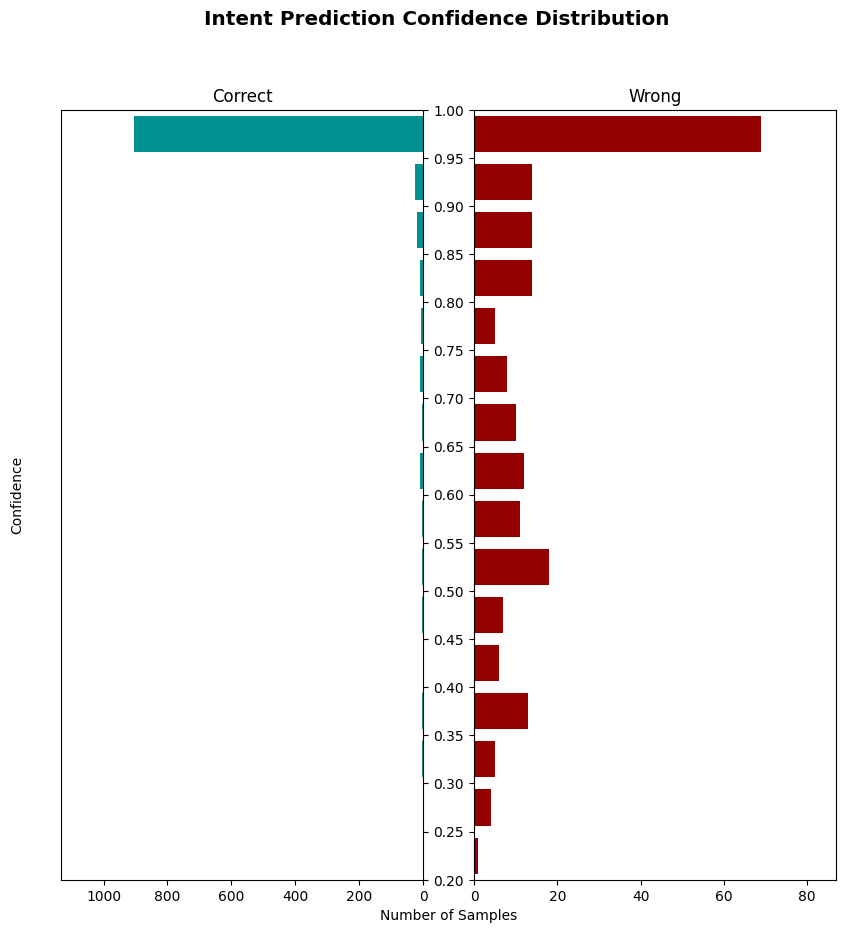 Intent Prediction Confidence Distribution
Correct
Wrong
Confidence
1.00
0.95
0.90
0.85
0.80
0.75
0.70
0.65
0.60
0.55
0.50
0.45
0.40
0.35
0.30
0.25
0.20
1000 800 600 400 200 0
0 20 40 60 80
Number of Samples